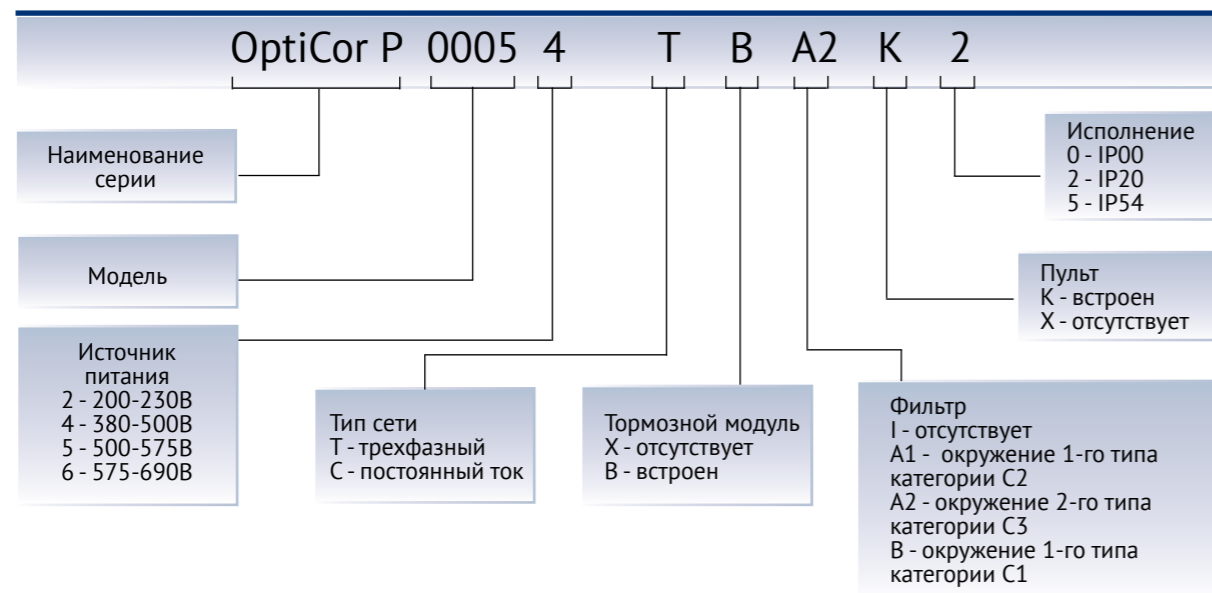 OptiCor P 0005 4 T B A2 K 2
Наименование
серии
Модель
Источник
питания
2 - 200-230В
4 - 380-500В
5 - 500-575В
6 - 575-690В
Тип сети
Т - трехфазный
С - постоянный ток
Тормозной модуль
Х - отсутствует
В - встроен
Фильтр
I - отсутствует
А1 - окружение 1-го типа
категории С2
А2 - окружение 2-го типа
категории С3
В - окружение 1-го типа
категории С1
Пульт
К - встроен
Х - отсутствует
Исполнение
0 - IP00
2 - IP20
5 - IP54